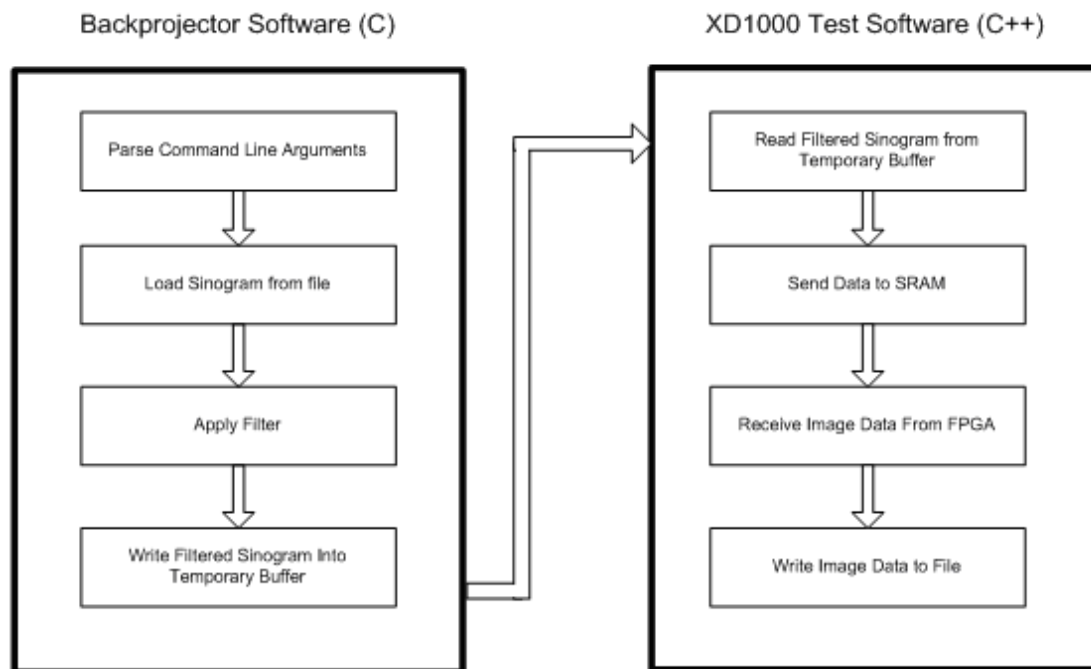 Backprojector Software (C)
Parse Command Line Arguments
Load Sinogram from file
Apply Filter
Write Filtered Sinogram Into
Temporary Buffer
XD1000 Test Software (C++)
Read Filtered Sinogram from
Temporary Buffer
Send Data to SRAM
Receive Image Data From FPGA
Write Image Data to File